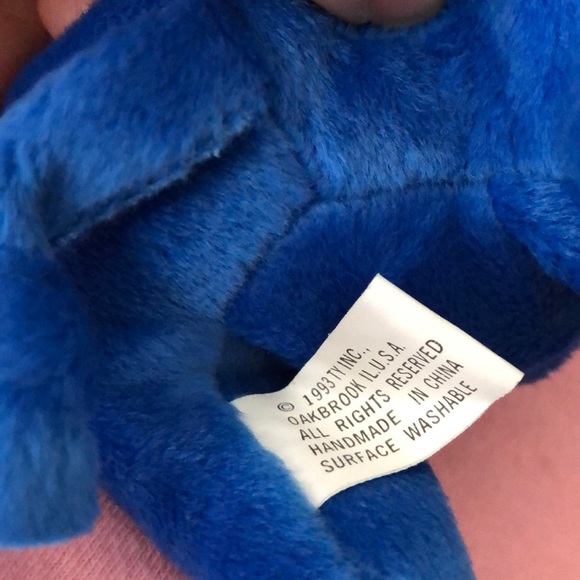 © 1993 TY INC.,
OAKBROOK IL U.S.A.
ALL RIGHTS RESERVED
HANDMADE IN CHINA
SURFACE WASHABLE